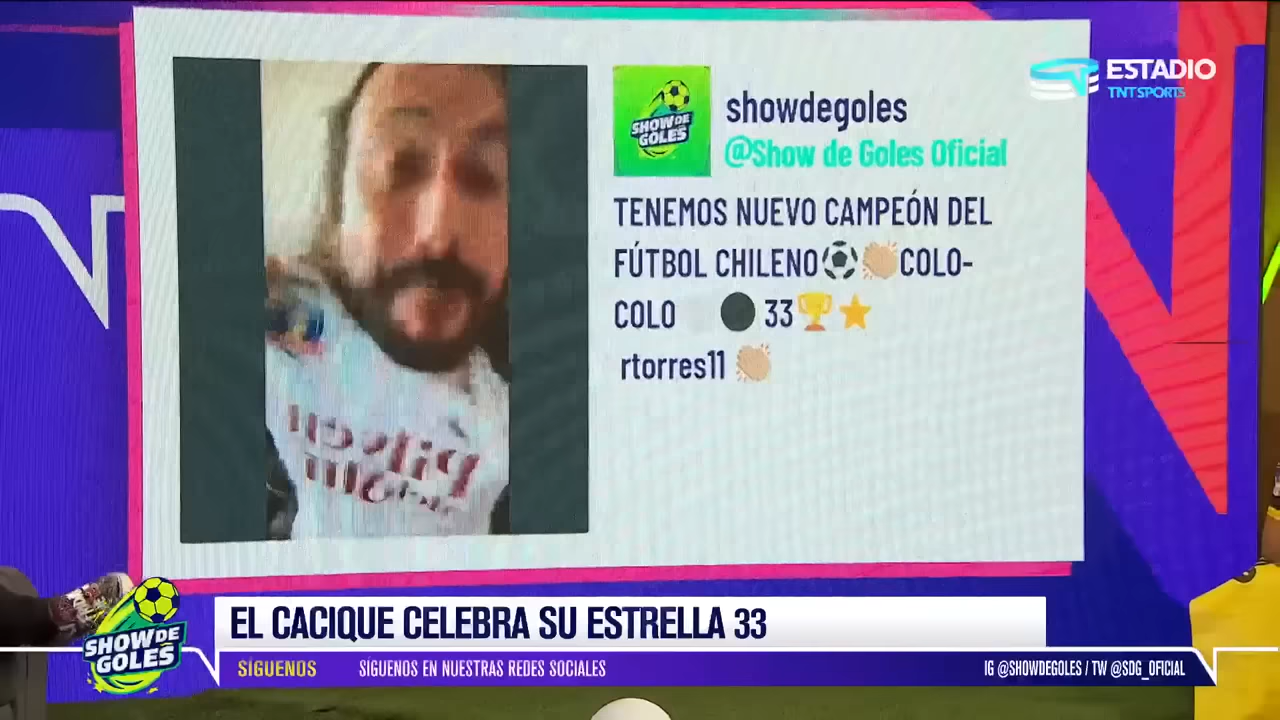 ESTADIO
TNT SPORTS
SHOW DE
GOLES
showdegoles
@Show de Goles Oficial
TENEMOS NUEVO CAMPEÓN DEL
FÚTBOL CHILENO⚽👏🏻COLO-
COLO ⚫ 33🏆⭐
rtorres11 👏🏻
EL CACIQUE CELEBRA SU ESTRELLA 33
SHOW DE
GOLES
SÍGUENOS SÍGUENOS EN NUESTRAS REDES SOCIALES IG @SHOWDEGOLES / TW @SDG_OFICIAL